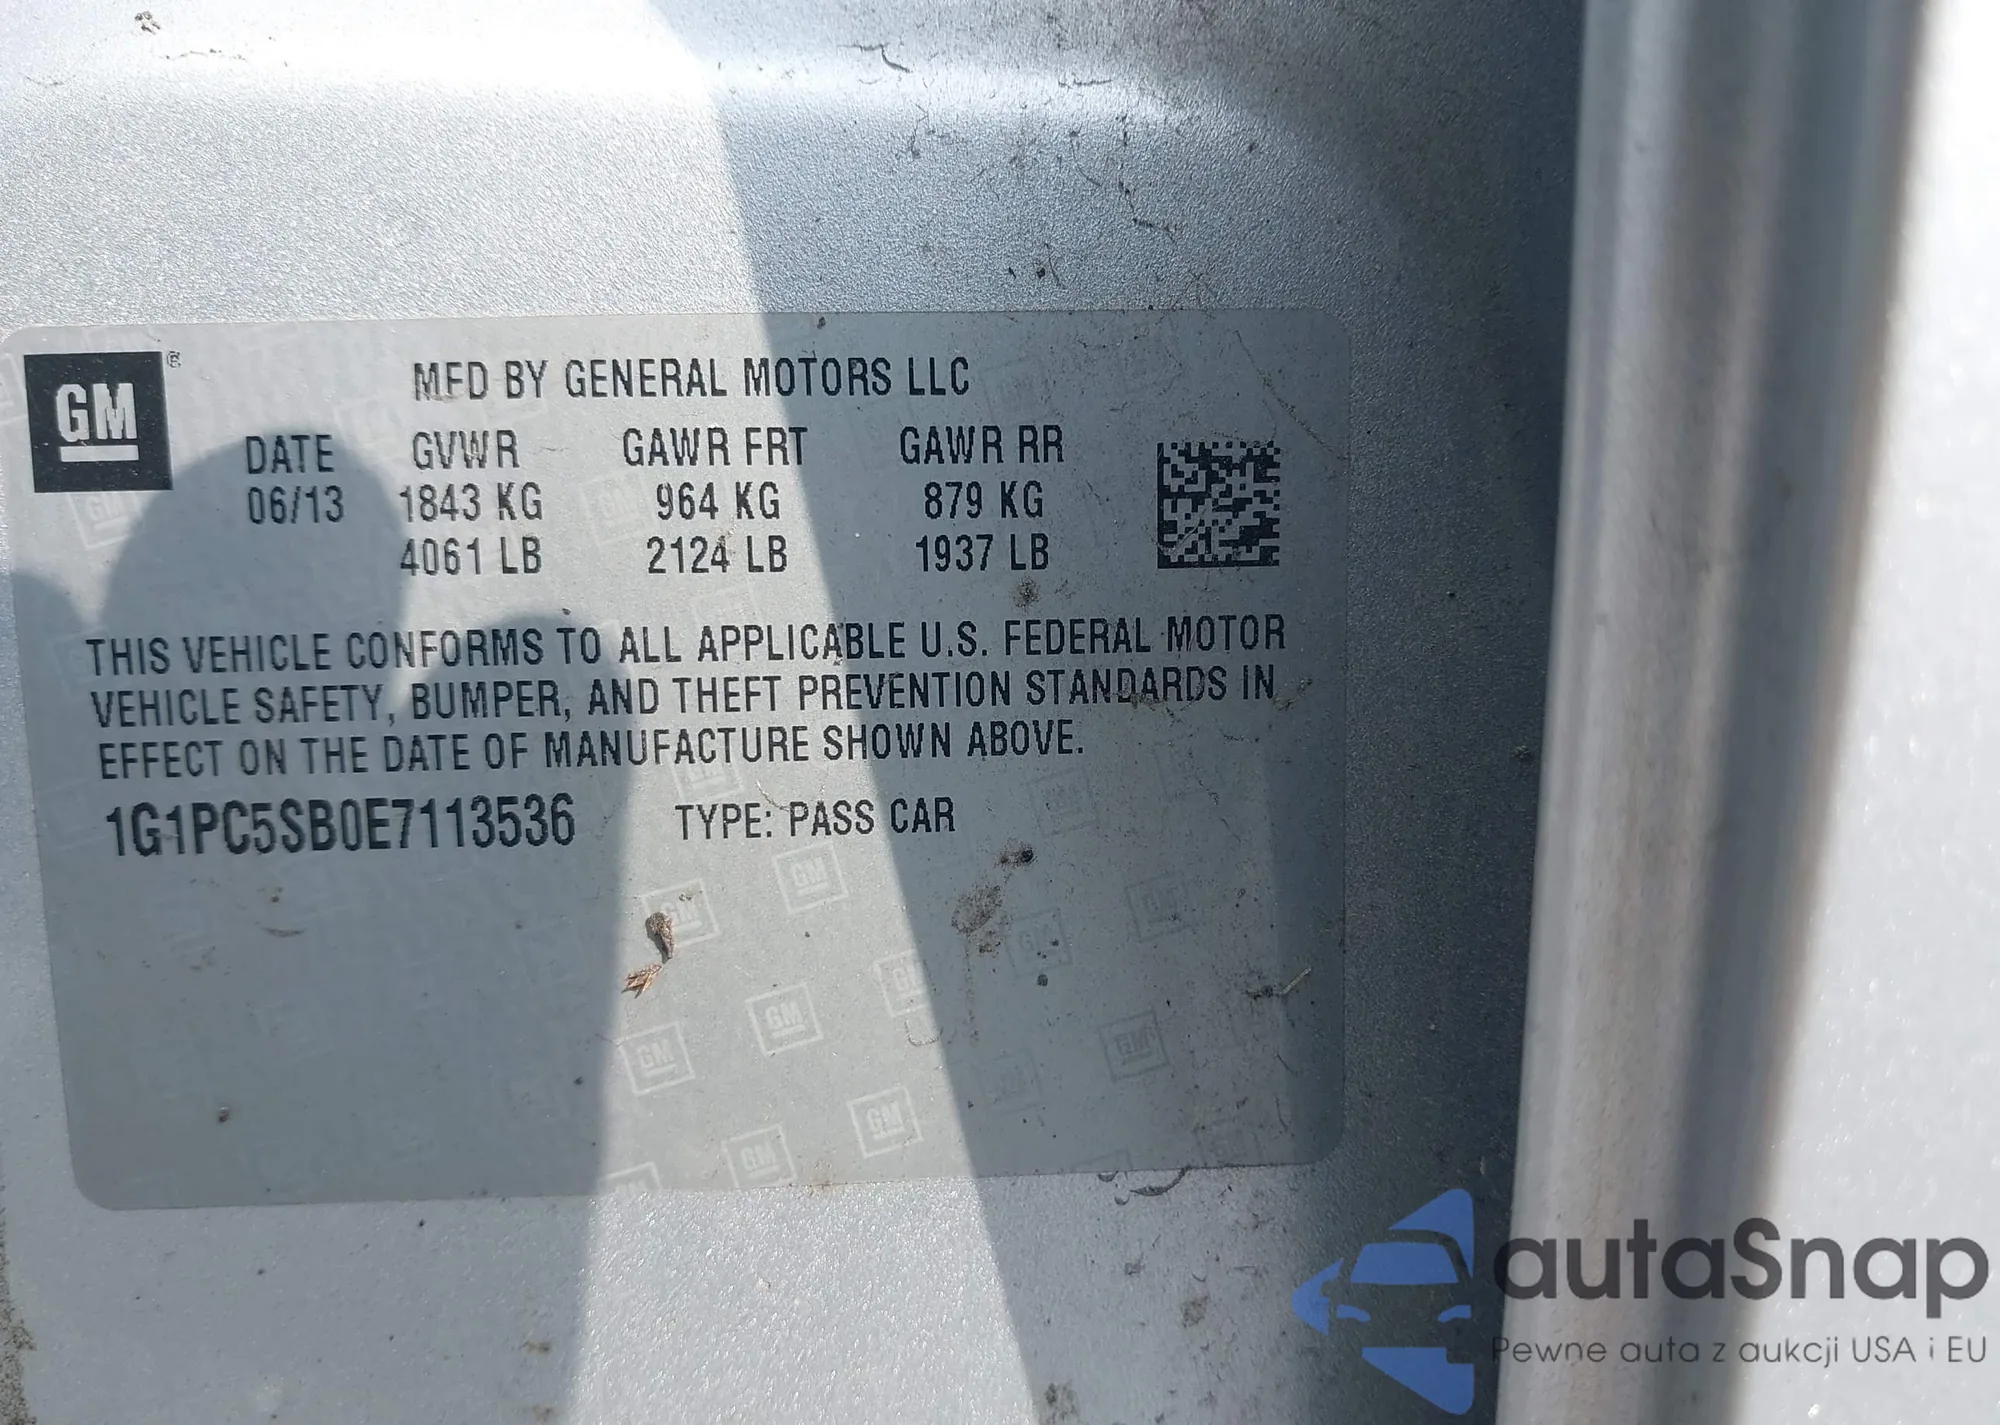 GM
MFD BY GENERAL MOTORS LLC
DATE GVWR GAWR FRT GAWR RR
06/13 1843 KG 964 KG 879 KG
4061 LB 2124 LB 1937 LB
THIS VEHICLE CONFORMS TO ALL APPLICABLE U.S. FEDERAL MOTOR
VEHICLE SAFETY, BUMPER, AND THEFT PREVENTION STANDARDS IN
EFFECT ON THE DATE OF MANUFACTURE SHOWN ABOVE.
1G1PC5SB0E7113536 TYPE: PASS CAR
autaSnap
Pewne auta z aukcji USA i EU